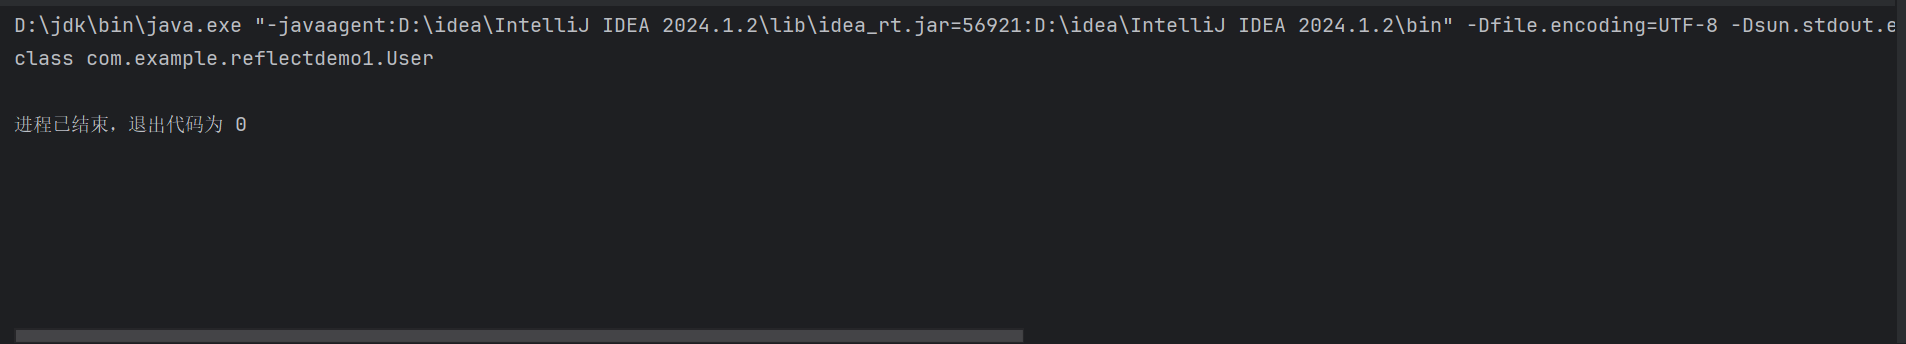 D:\jdk\bin\java.exe "-javaagent:D:\idea\IntelliJ IDEA 2024.1.2\lib\idea_rt.jar=56921:D:\idea\IntelliJ IDEA 2024.1.2\bin" -Dfile.encoding=UTF-8 -Dsun.stdout.e
class com.example.reflectdemo1.User
进程已结束，退出代码为 0